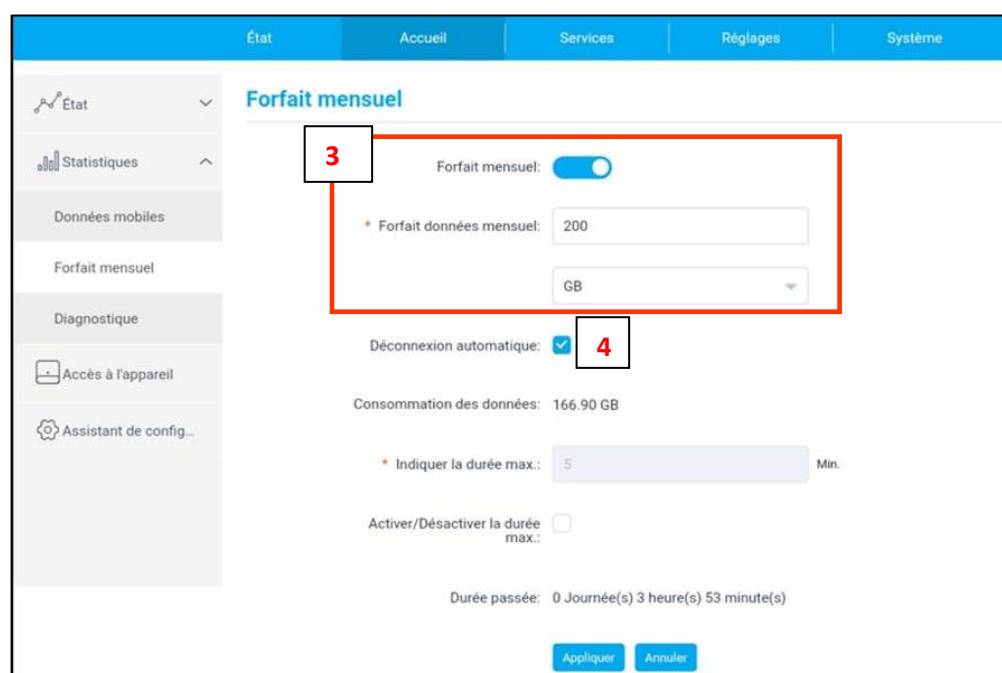 État Accueil Services Réglages Système
État
Statistiques
Données mobiles
Forfait mensuel
Diagnostique
Accès à l'appareil
Assistant de config...
Forfait mensuel
3
Forfait mensuel:
* Forfait données mensuel: 200
GB
Déconnexion automatique: 4
Consommation des données: 166.90 GB
* Indiquer la durée max.: 5 Min.
Activer/Désactiver la durée
max.:
Durée passée: 0 Journée(s) 3 heure(s) 53 minute(s)
Appliquer Annuler